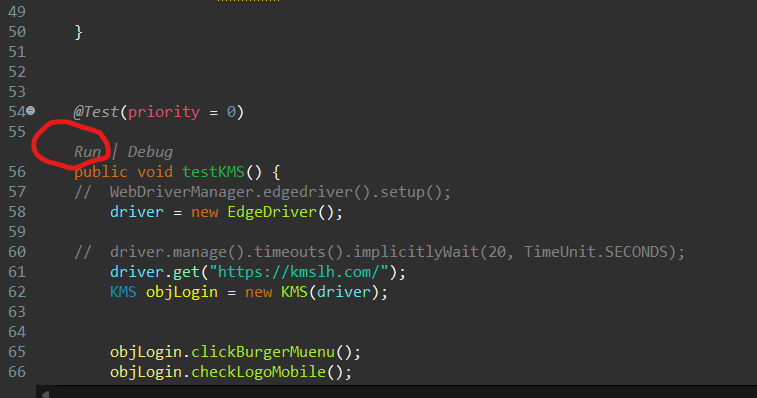 49
50 }
51
52
53
54 @Test(priority = 0)
55
Run | Debug
56 public void testKMS() {
57 // WebDriverManager.edgedriver().setup();
58 driver = new EdgeDriver();
59
60 // driver.manage().timeouts().implicitlyWait(20, TimeUnit.SECONDS);
61 driver.get("https://kmslh.com/");
62 KMS objLogin = new KMS(driver);
63
64
65 objLogin.clickBurgerMuenu();
66 objLogin.checkLogoMobile();